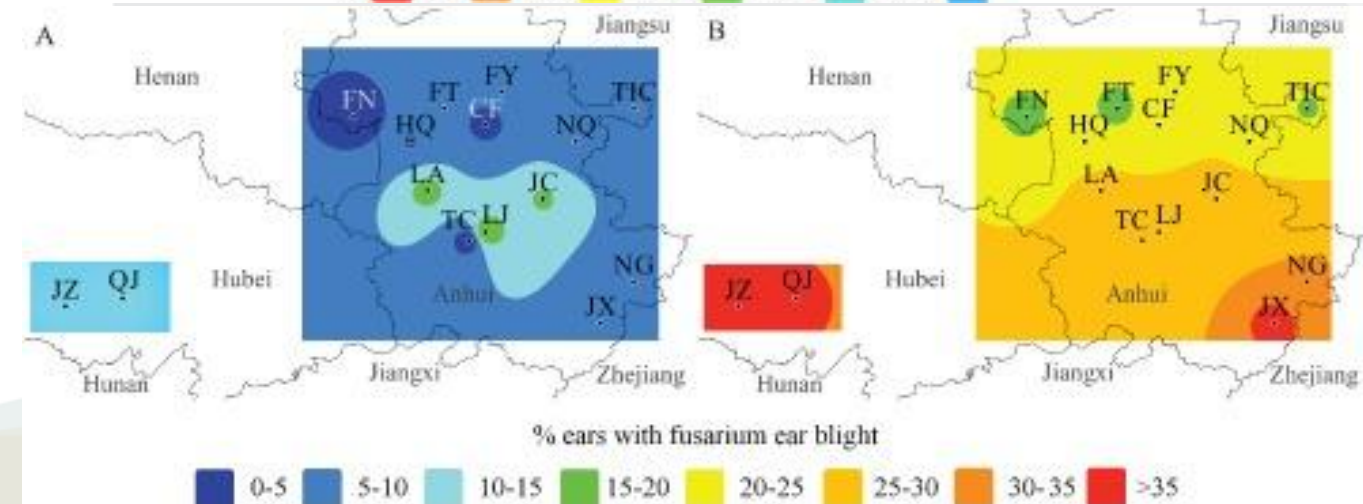 A
Jiangsu
Henan
FY
FT
FN
CF
TIC
HQ
NQ
LA
JC
TC LJ
Hubei
NG
JZ QJ
Anhui
JX
Hunan
Jiangxi
Zhejiang
B
Jiangsu
Henan
FY
FN
FT
CF
TIC
HQ
NQ
LA
JC
TC LJ
Hubei
NG
JZ QJ
Anhui
JX
Hunan
Jiangxi
Zhejiang
% ears with fusarium ear blight
0-5 5-10 10-15 15-20 20-25 25-30 30-35 >35